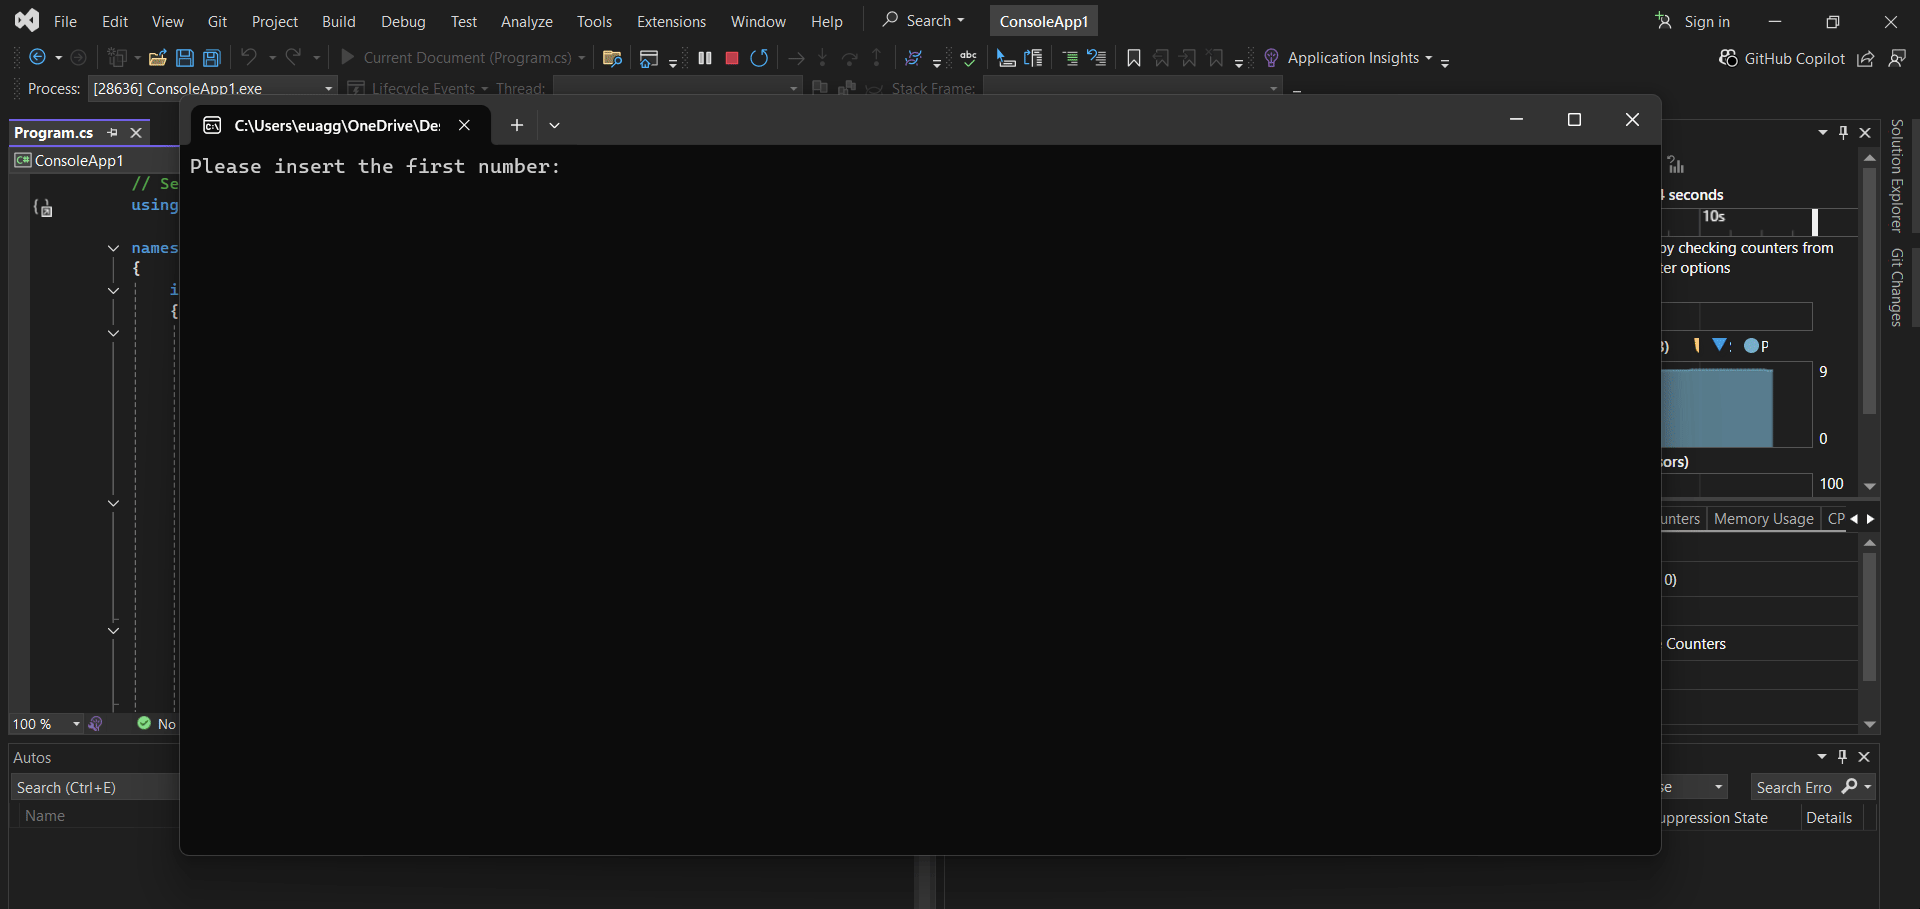 File Edit View Git Project Build Debug Test Analyze Tools Extensions Window Help Search ConsoleApp1 Sign in
Current Document (Program.cs) Application Insights GitHub Copilot
Process: [28636] ConsoleApp1.exe Lifecycle Events Thread: Stack Frame:
Program.cs
ConsoleApp1
// Se
using
names
{
i
{
100 % No
C:\Users\euagg\OneDrive\De
Please insert the first number:
4 seconds
10s
by checking counters from
ter options
P
9
0
sors)
100
unters Memory Usage CP
0)
Counters
Solution Explorer
Git Changes
Autos
Search (Ctrl+E)
Name
se Search Erro
uppression State Details